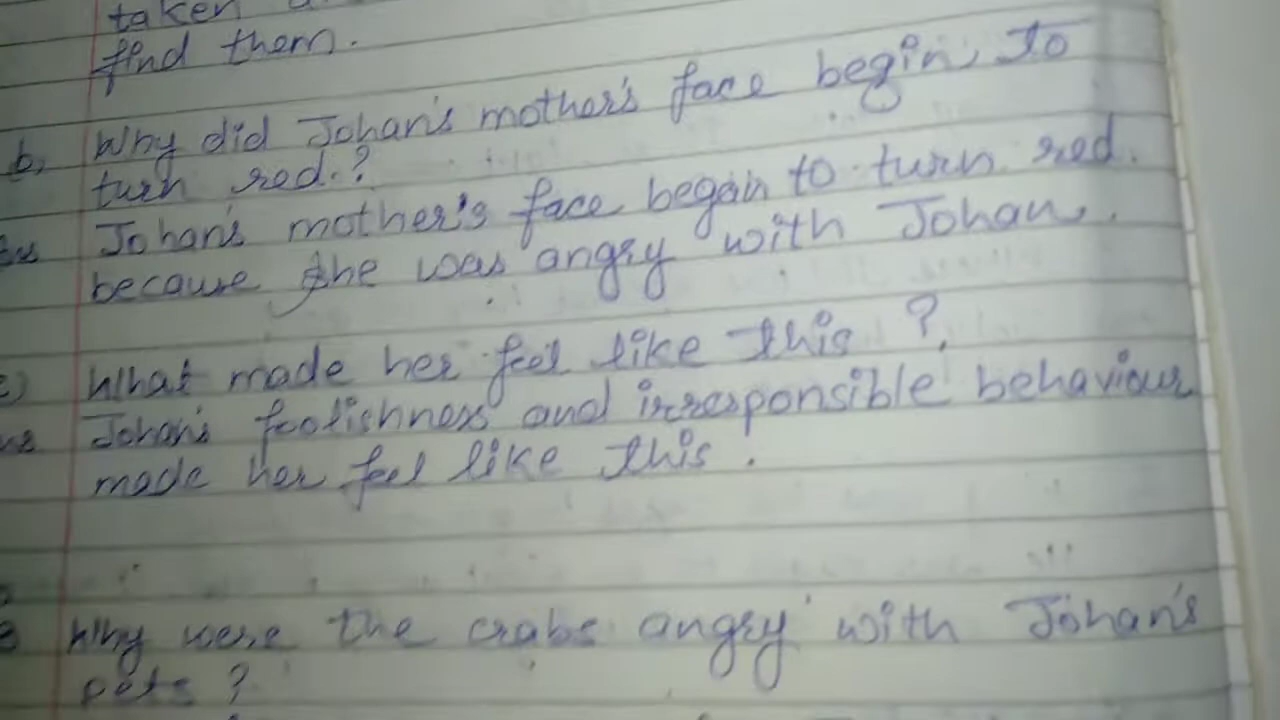 taken
find them.
b, Why did Johan's mother's face begin, to
turn red.?
Johan's mother's face begain to turn red.
because she was angry with Johan.
c) What made her feel like this ?
Johan's foolishness and irresponsible behaviour
made her feel like this.
Why were the crabs angry with Johan's
pets ?